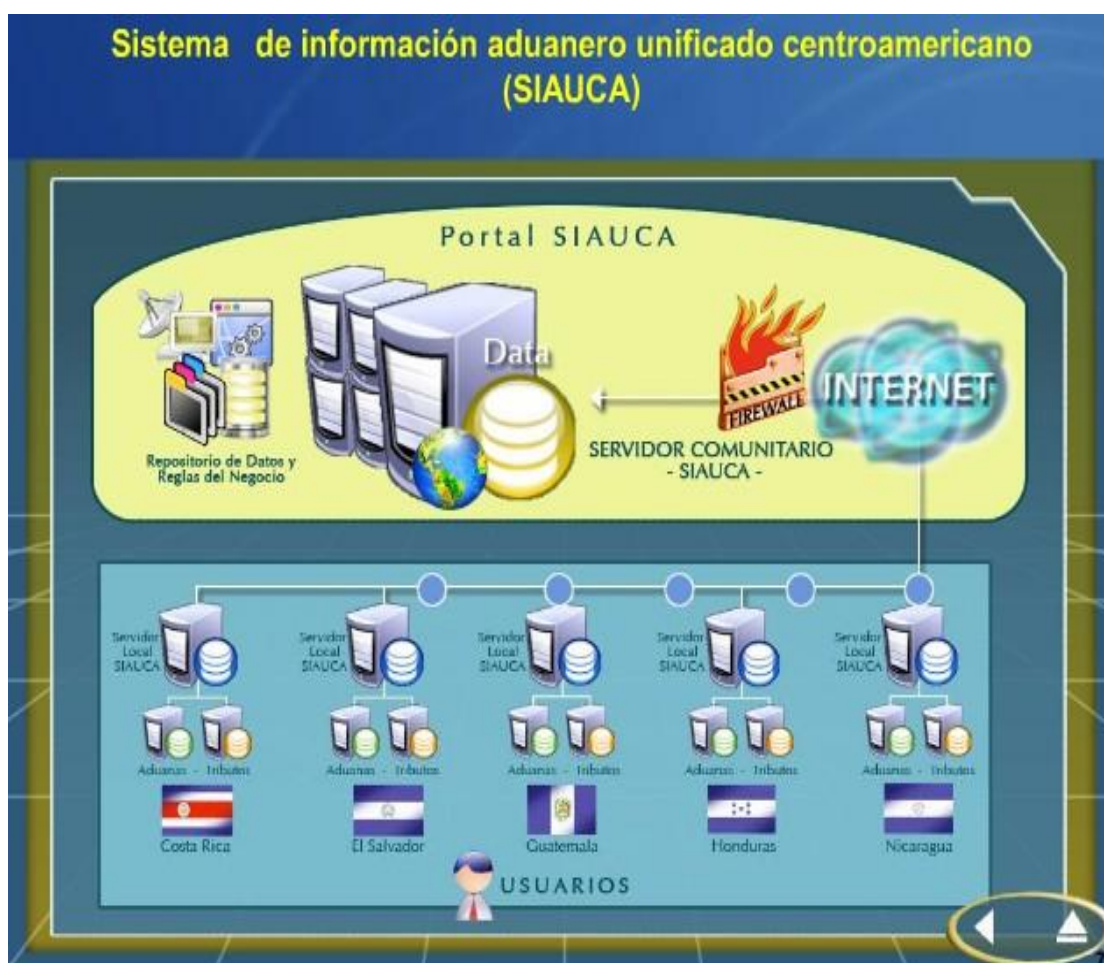 Sistema de información aduanero unificado centroamericano
(SIAUCA)
Portal SIAUCA
Data
INTERNET
FIREWALL
SERVIDOR COMUNITARIO
- SIAUCA -
Repositorio de Datos y
Reglas del Negocio
Servidor
Local
SIAUCA
Servidor
Local
SIAUCA
Servidor
Local
SIAUCA
Servidor
Local
SIAUCA
Servidor
Local
SIAUCA
Aduanas - Tributos
Aduanas - Tributos
Aduanas - Tributos
Aduanas - Tributos
Aduanas - Tributos
Costa Rica
El Salvador
Guatemala
Honduras
Nicaragua
USUARIOS